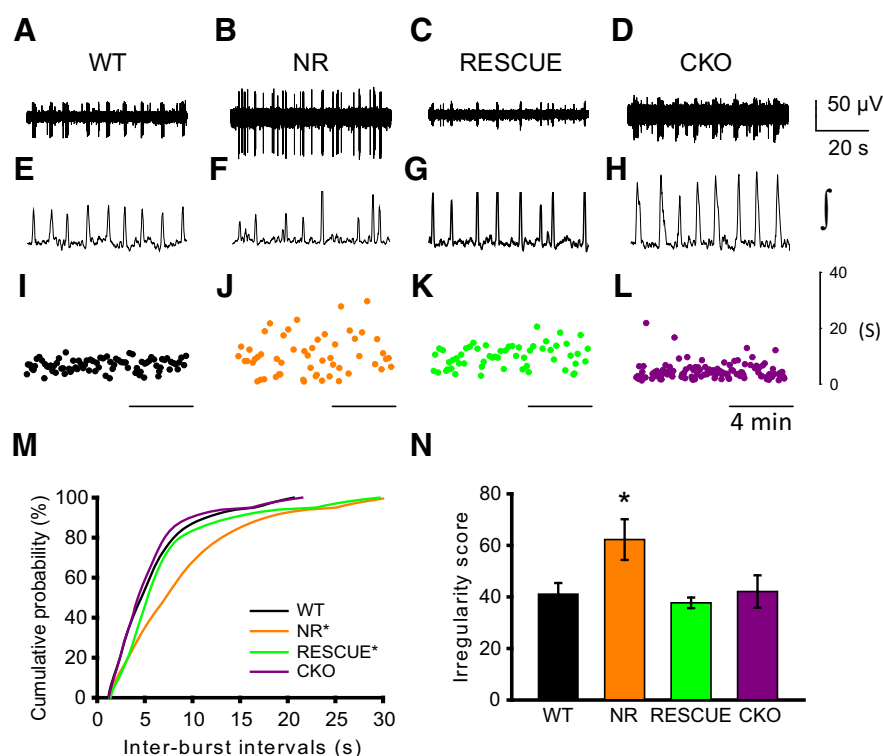 A
B
C
D
WT
NR
RESCUE
CKO
50 µV
20 s
E
F
G
H
∫
I
J
K
L
40
20
0
(S)
4 min
M
N
Cumulative probability (%)
100
80
60
40
20
0
0 5 10 15 20 25 30
Inter-burst intervals (s)
WT
NR*
RESCUE*
CKO
Irregularity score
80
60
40
20
0
*
WT NR RESCUE CKO